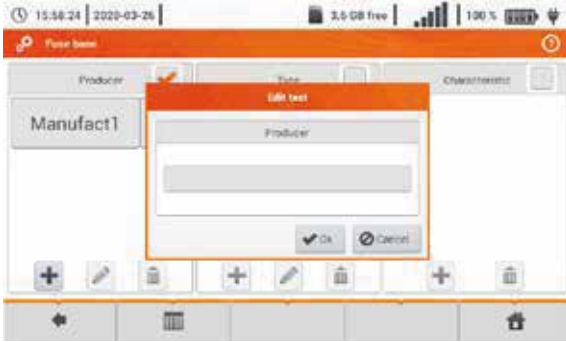 15:58:24 2020-03-26 3,5 GB free 100 %
Fuse base
Producer Type Characteristic
Edit text
Manufact1
Producer
Ok Cancel